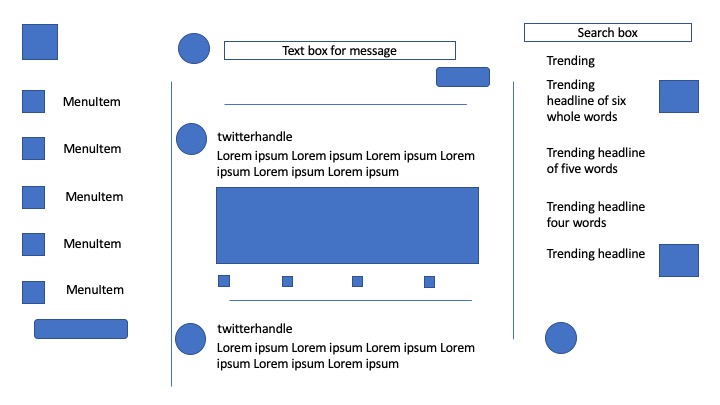 MenuItem
MenuItem
MenuItem
MenuItem
MenuItem
Text box for message
twitterhandle
Lorem ipsum Lorem ipsum Lorem ipsum Lorem
ipsum Lorem ipsum Lorem ipsum
twitterhandle
Lorem ipsum Lorem ipsum Lorem ipsum Lorem
ipsum Lorem ipsum Lorem ipsum
Search box
Trending
Trending
headline of six
whole words
Trending headline
of five words
Trending headline
four words
Trending headline